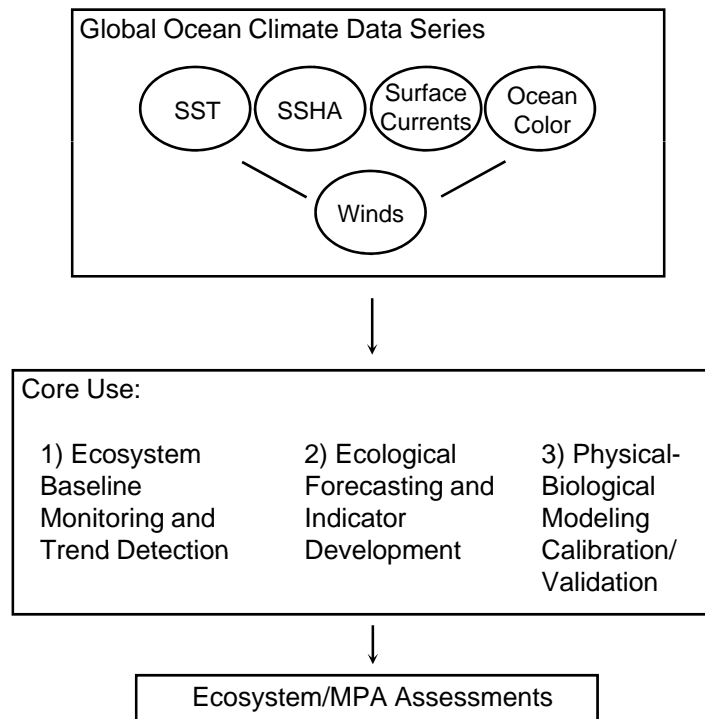 Global Ocean Climate Data Series
SST
SSHA
Surface
Currents
Ocean
Color
Winds
Core Use:
1) Ecosystem
Baseline
Monitoring and
Trend Detection
2) Ecological
Forecasting and
Indicator
Development
3) Physical-
Biological
Modeling
Calibration/
Validation
Ecosystem/MPA Assessments